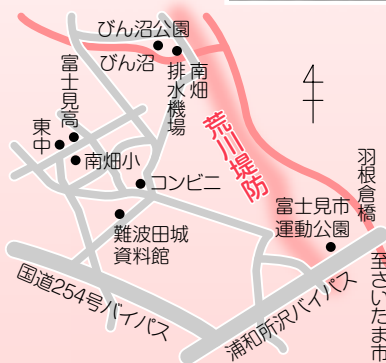 びん沼公園
びん沼
南畑
排水機場
富士見高
東中
南畑小
コンビニ
荒川堤防
羽根倉橋
富士見市
運動公園
難波田城
資料館
至さいたま市
国道254号バイパス
浦和所沢バイパス